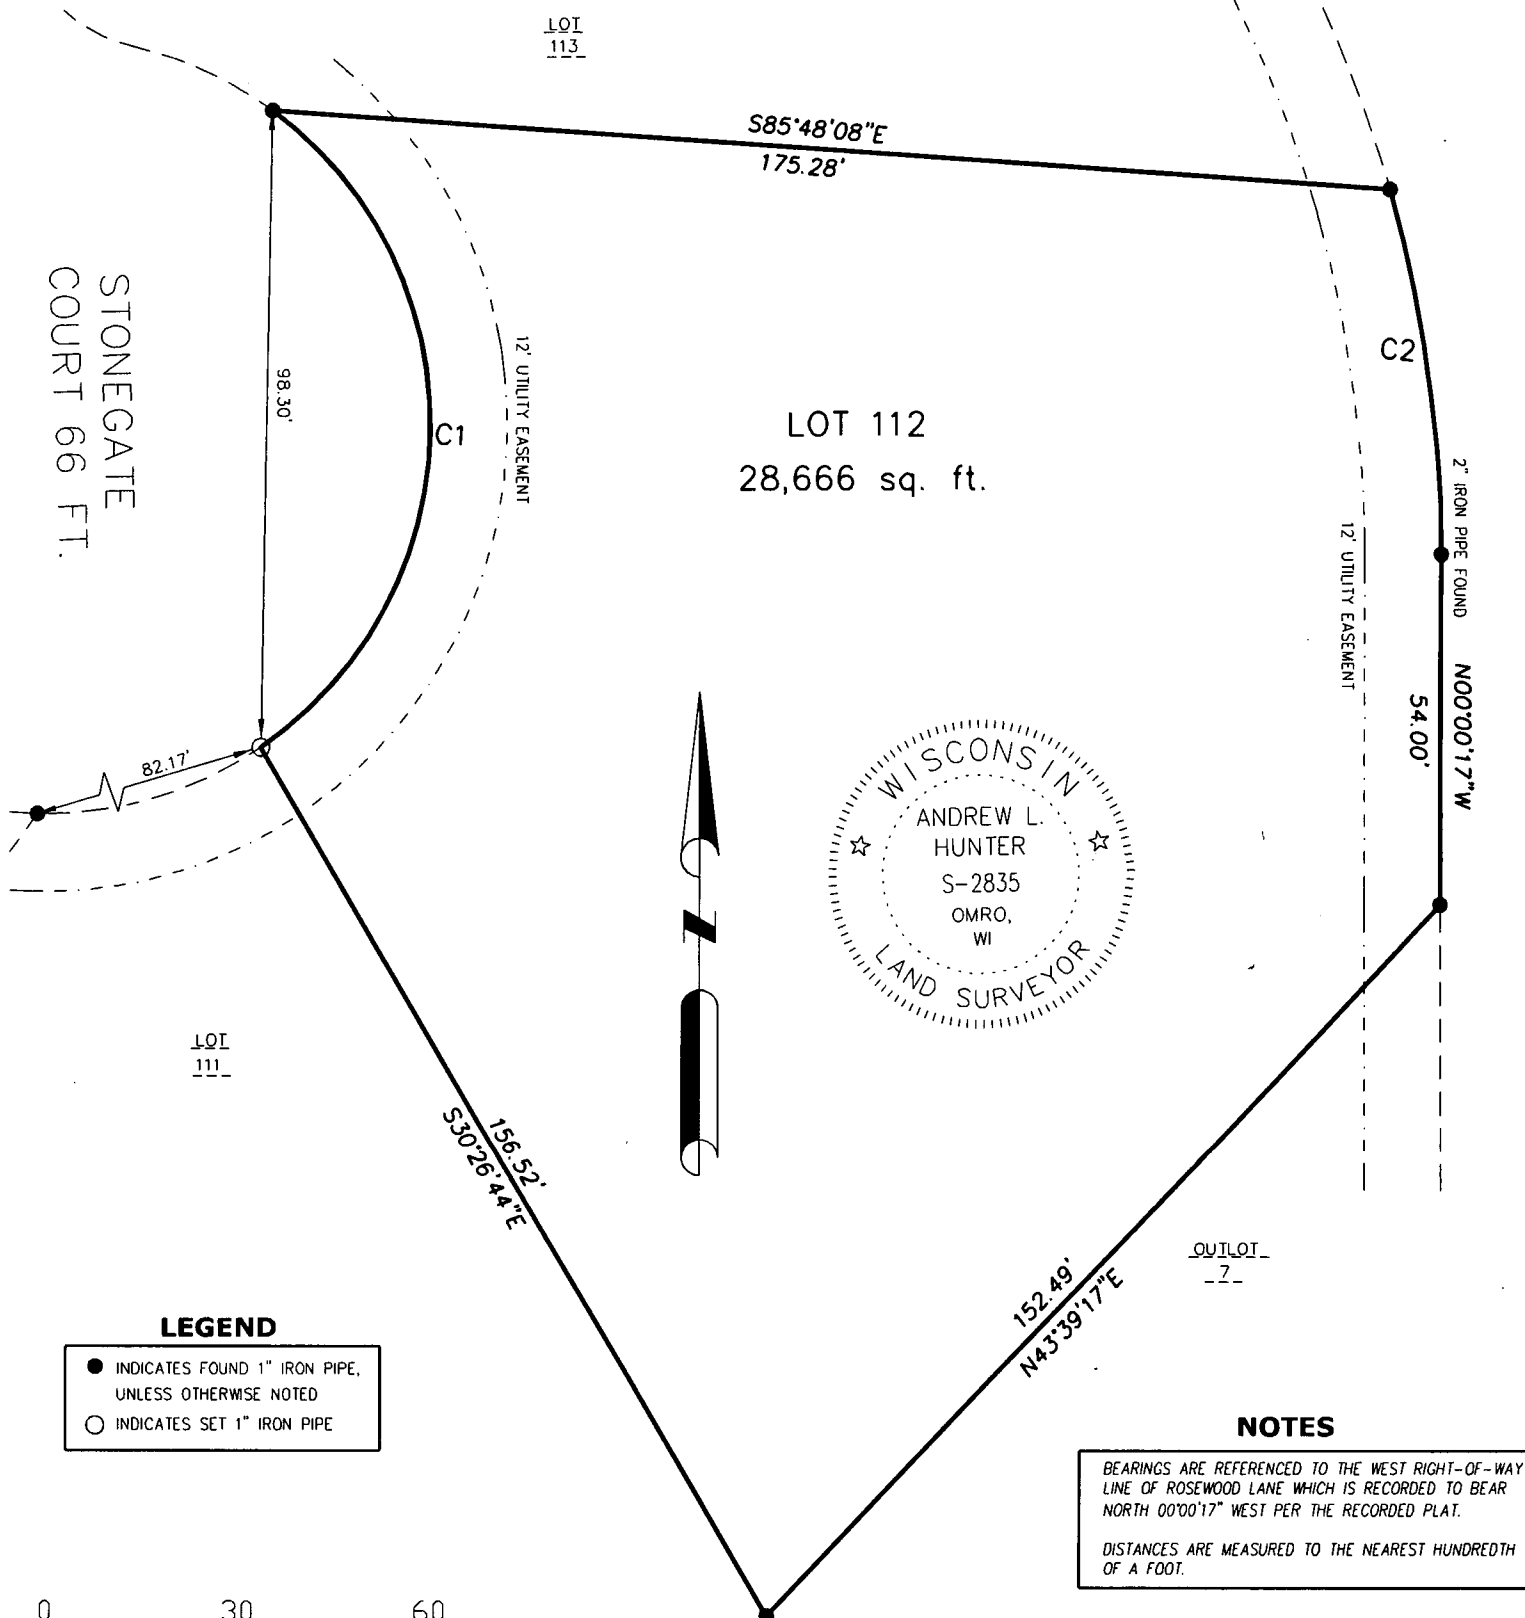 LOT
113
S85°48'08"E
175.28'
STONEGATE
COURT 66 FT.
98.30'
C1
12' UTILITY EASEMENT
C2
LOT 112
28,666 sq. ft.
2" IRON PIPE FOUND
12' UTILITY EASEMENT
N00°00'17"W
54.00'
82.17'
WISCONSIN
ANDREW L.
HUNTER
S-2835
OMRO,
WI
LAND SURVEYOR
N
LOT
111
156.52'
S30°26'44"E
OUTLOT
7
152.49'
N43°39'17"E
LEGEND
INDICATES FOUND 1" IRON PIPE,
UNLESS OTHERWISE NOTED
INDICATES SET 1" IRON PIPE
NOTES
BEARINGS ARE REFERENCED TO THE WEST RIGHT-OF-WAY
LINE OF ROSEWOOD LANE WHICH IS RECORDED TO BEAR
NORTH 00°00'17" WEST PER THE RECORDED PLAT.
DISTANCES ARE MEASURED TO THE NEAREST HUNDREDTH
OF A FOOT.
0 30 60